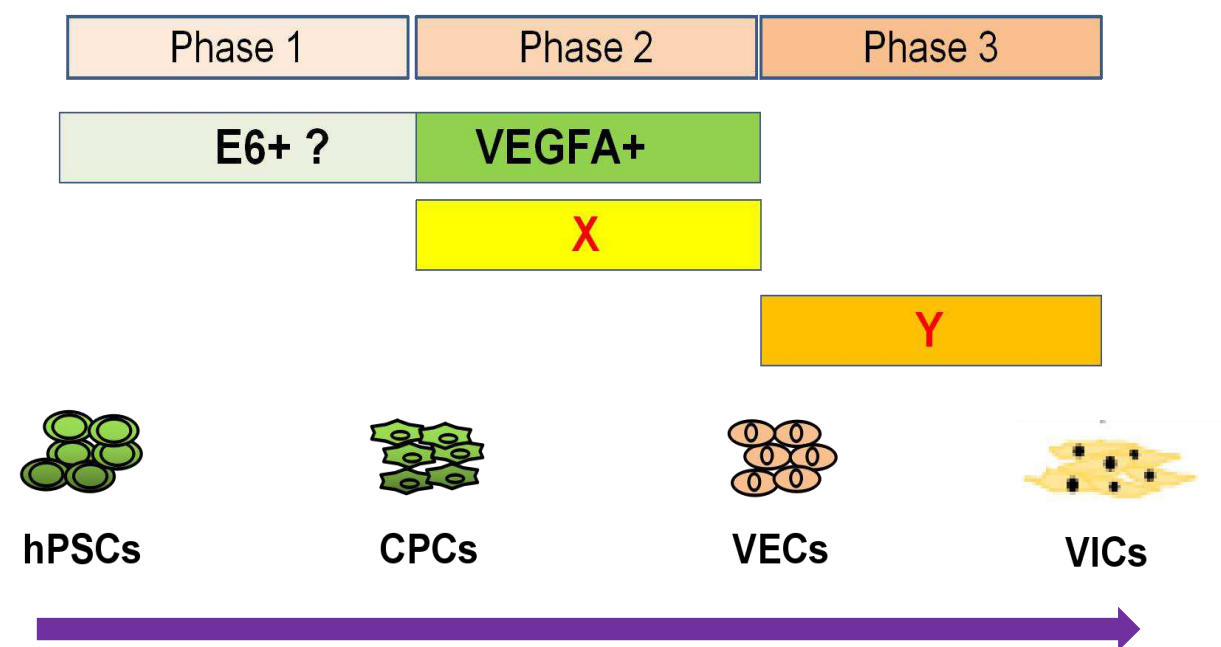 Phase 1 Phase 2 Phase 3
E6+ ? VEGFA+
X
Y
hPSCs CPCs VECs VICs